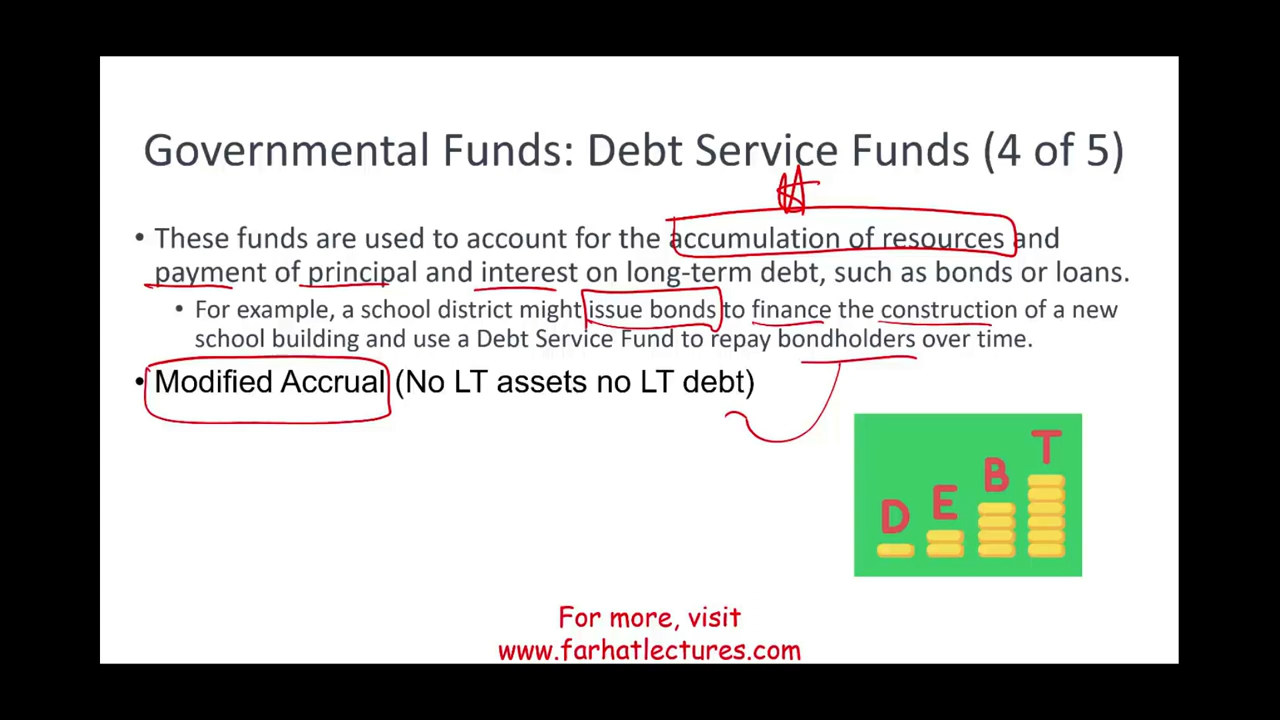 Governmental Funds: Debt Service Funds (4 of 5)
• These funds are used to account for the accumulation of resources and
payment of principal and interest on long-term debt, such as bonds or loans.
• For example, a school district might issue bonds to finance the construction of a new
school building and use a Debt Service Fund to repay bondholders over time.
• Modified Accrual (No LT assets no LT debt)
D E B T
For more, visit
www.farhatlectures.com